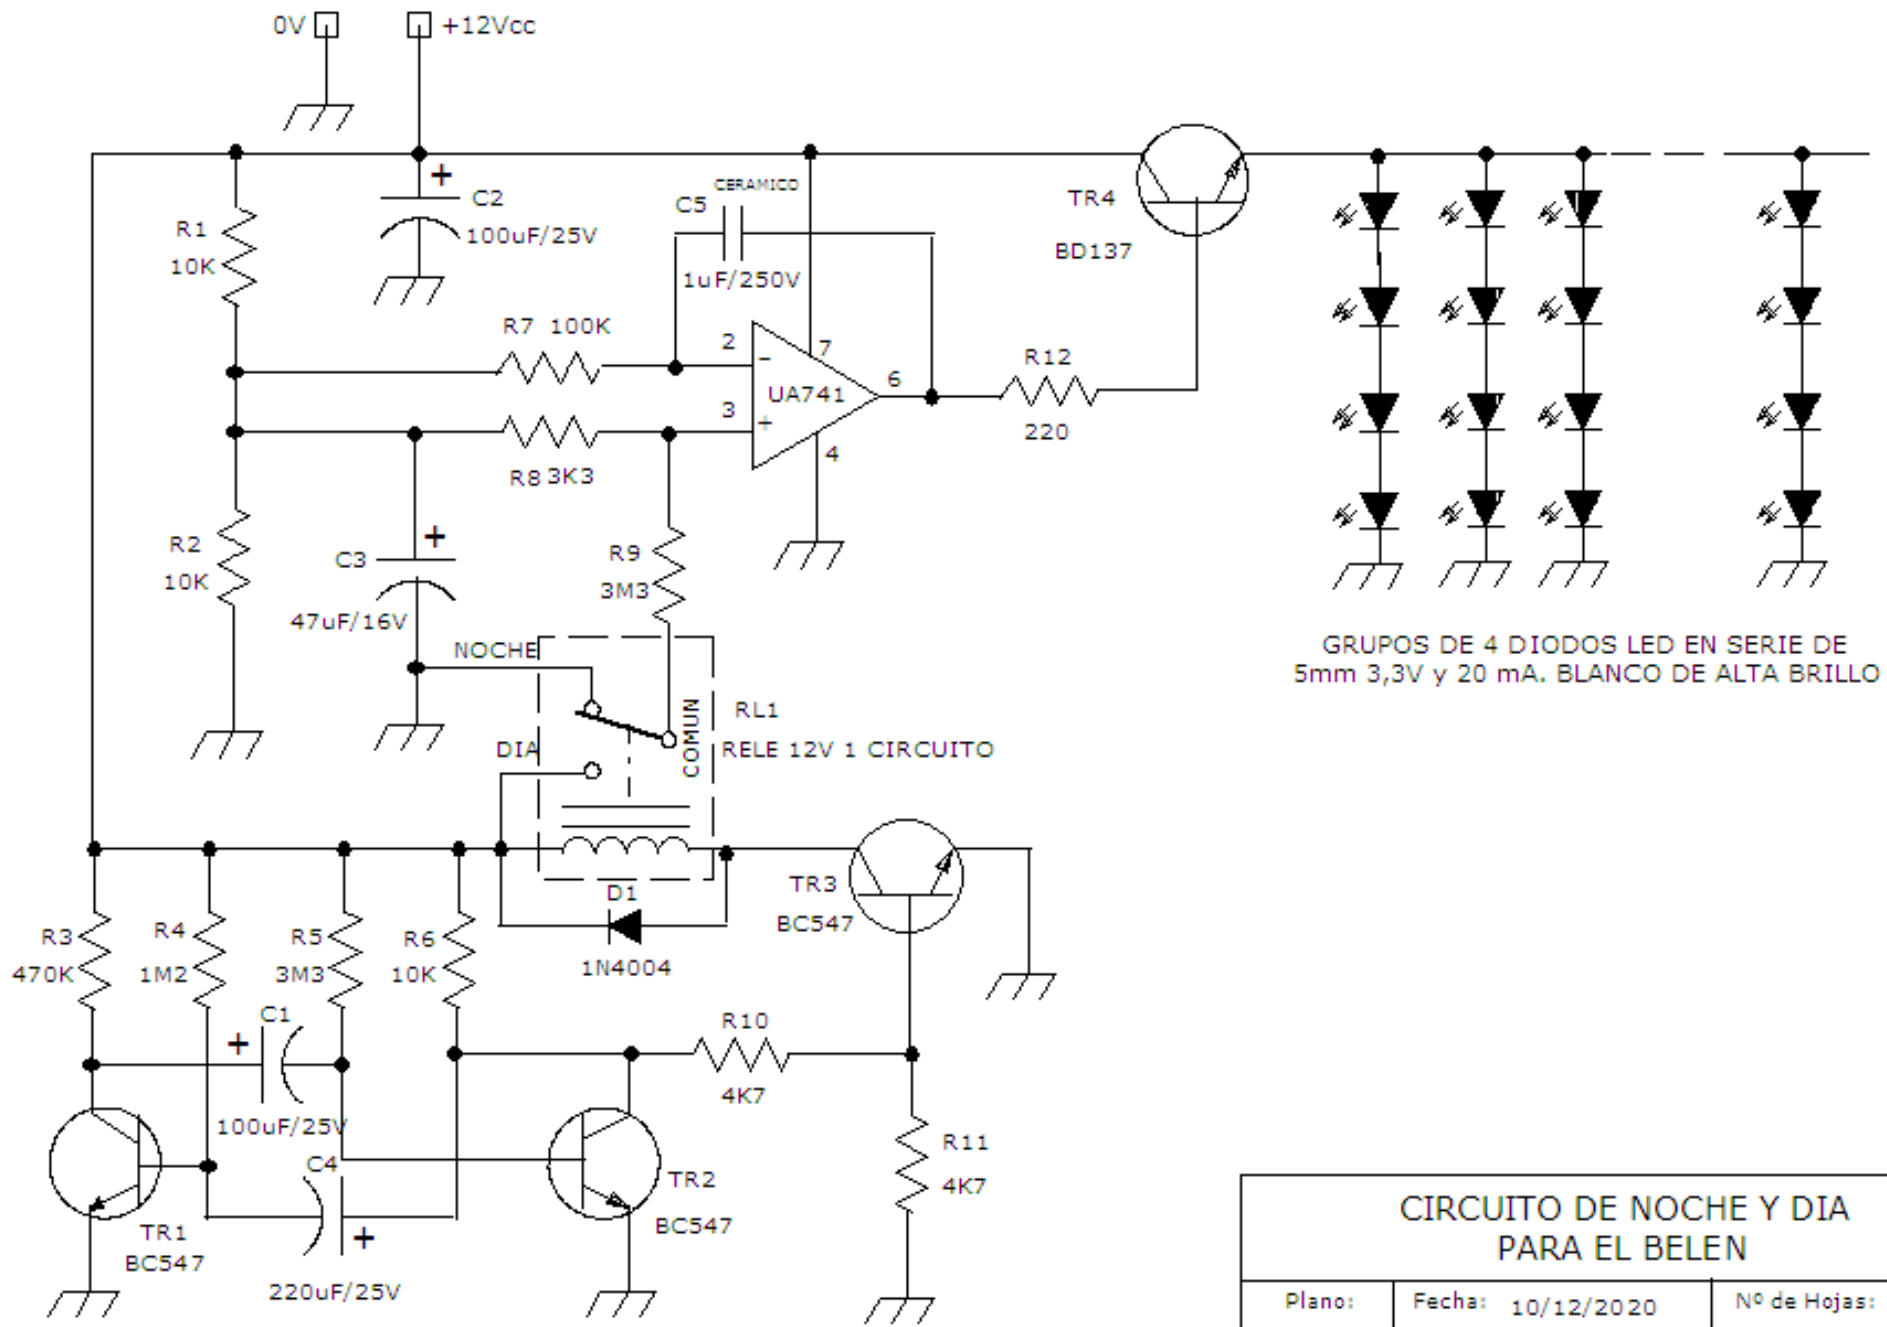 0V
+12Vcc
+
C2
100uF/25V
R1
10K
CERAMICO
C5
1uF/250V
TR4
BD137
R7 100K
2
-
7
UA741
6
R12
220
3
+
4
R8 3K3
R2
10K
+
C3
47uF/16V
R9
3M3
NOCHE
DIA
COMUN
RL1
RELE 12V 1 CIRCUITO
GRUPOS DE 4 DIODOS LED EN SERIE DE
5mm 3,3V y 20 mA. BLANCO DE ALTA BRILLO
D1
1N4004
TR3
BC547
R3
470K
R4
1M2
R5
3M3
R6
10K
C1
+
100uF/25V
R10
4K7
R11
4K7
C4
+
220uF/25V
TR1
BC547
TR2
BC547
CIRCUITO DE NOCHE Y DIA
PARA EL BELEN
Plano:
Fecha: 10/12/2020
Nº de Hojas: